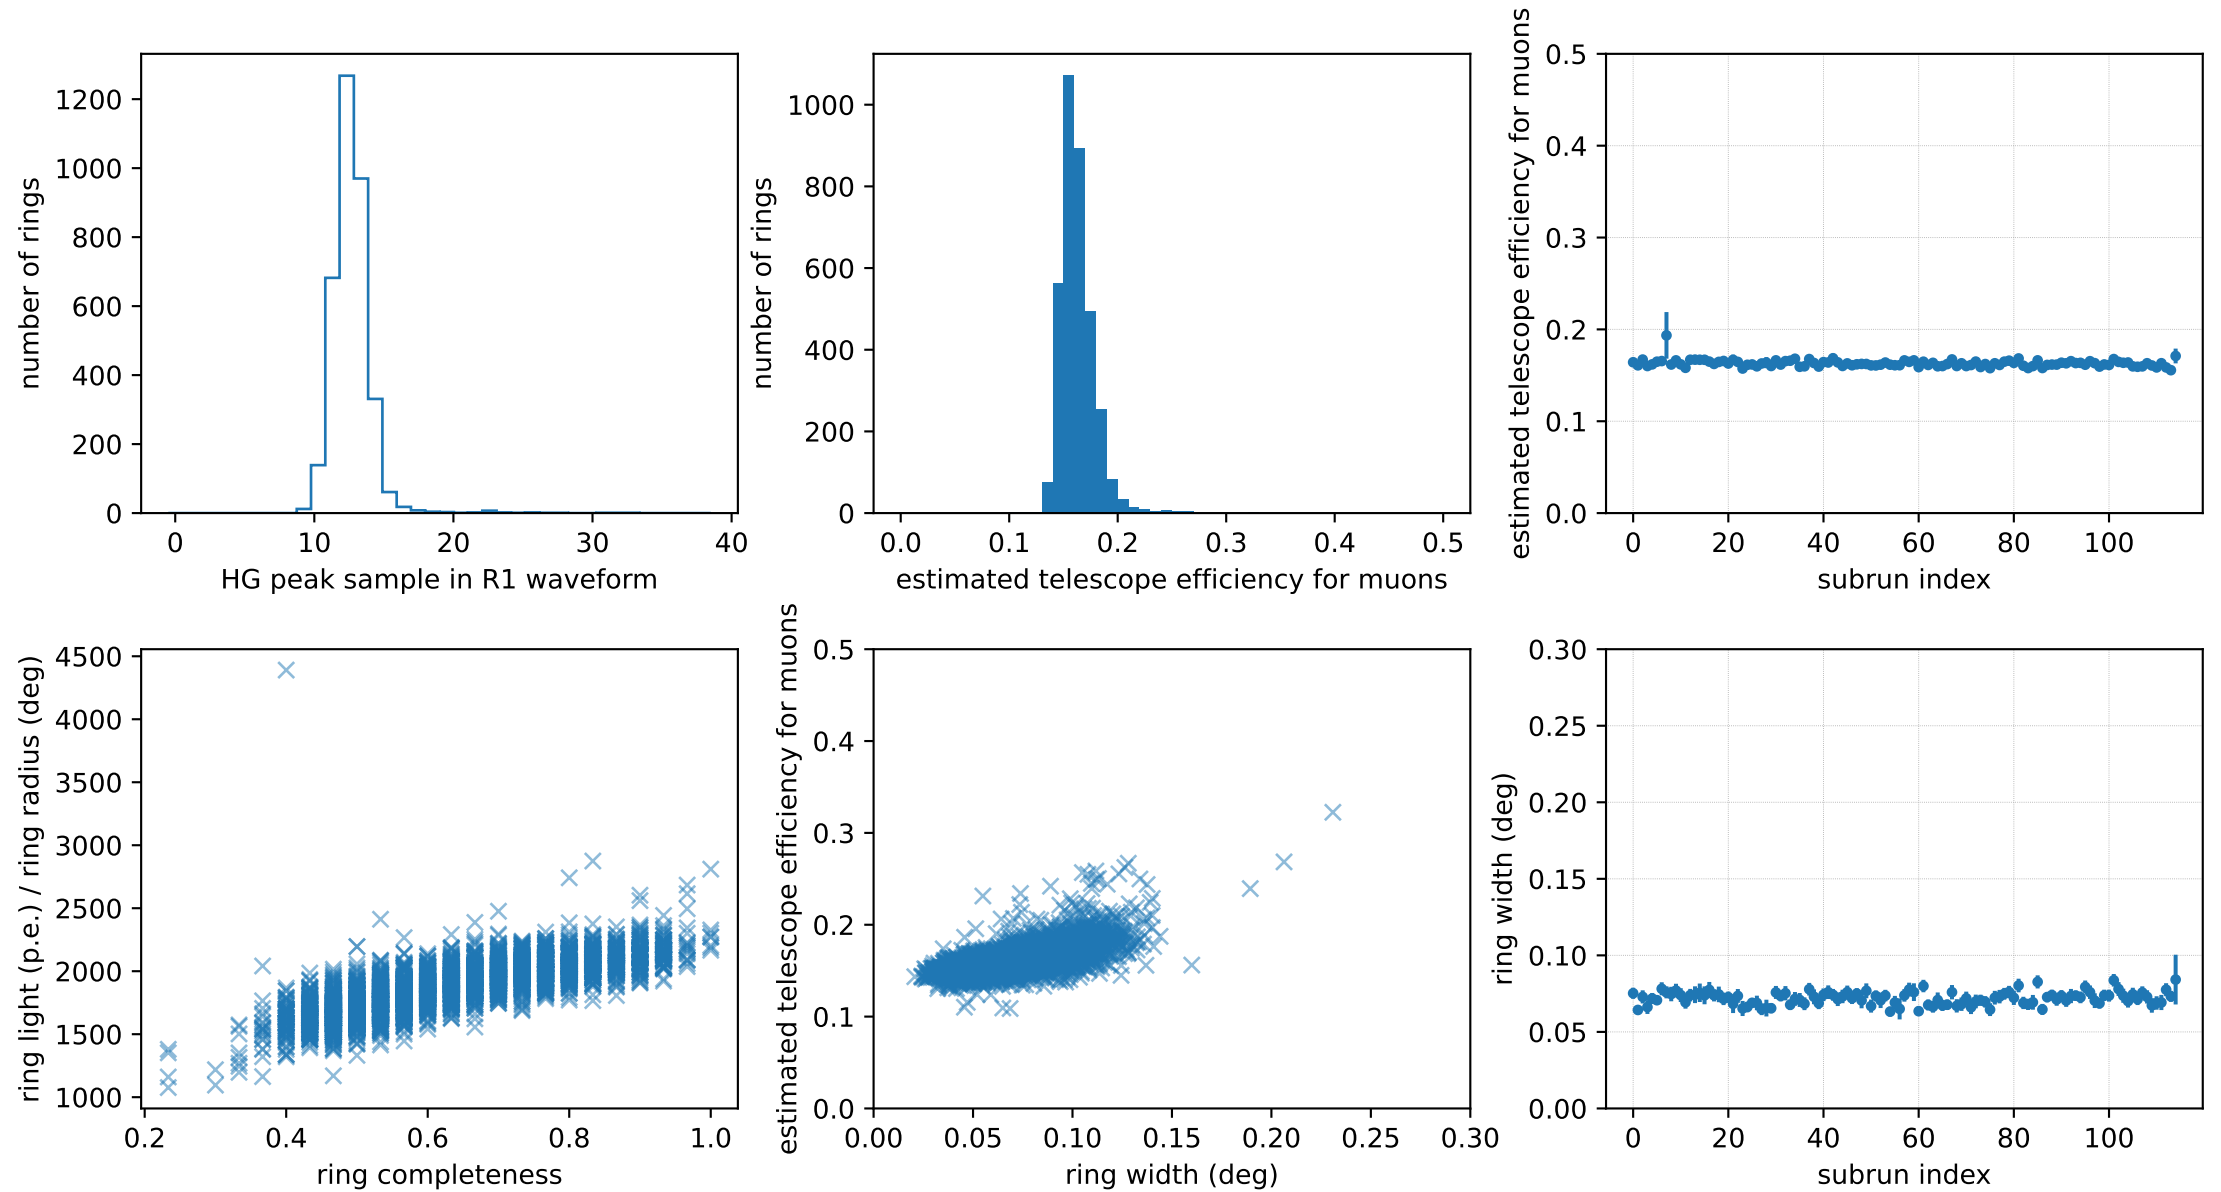 number of rings
1200
1000
800
600
400
200
0
0 10 20 30 40
HG peak sample in R1 waveform
number of rings
1000
800
600
400
200
0
0.0 0.1 0.2 0.3 0.4 0.5
estimated telescope efficiency for muons
estimated telescope efficiency for muons
0.5
0.4
0.3
0.2
0.1
0.0
0 20 40 60 80 100
subrun index
ring light (p.e.) / ring radius (deg)
4500
4000
3500
3000
2500
2000
1500
1000
0.2 0.4 0.6 0.8 1.0
ring completeness
estimated telescope efficiency for muons
0.5
0.4
0.3
0.2
0.1
0.0
0.00 0.05 0.10 0.15 0.20 0.25 0.30
ring width (deg)
ring width (deg)
0.30
0.25
0.20
0.15
0.10
0.05
0.00
0 20 40 60 80 100
subrun index